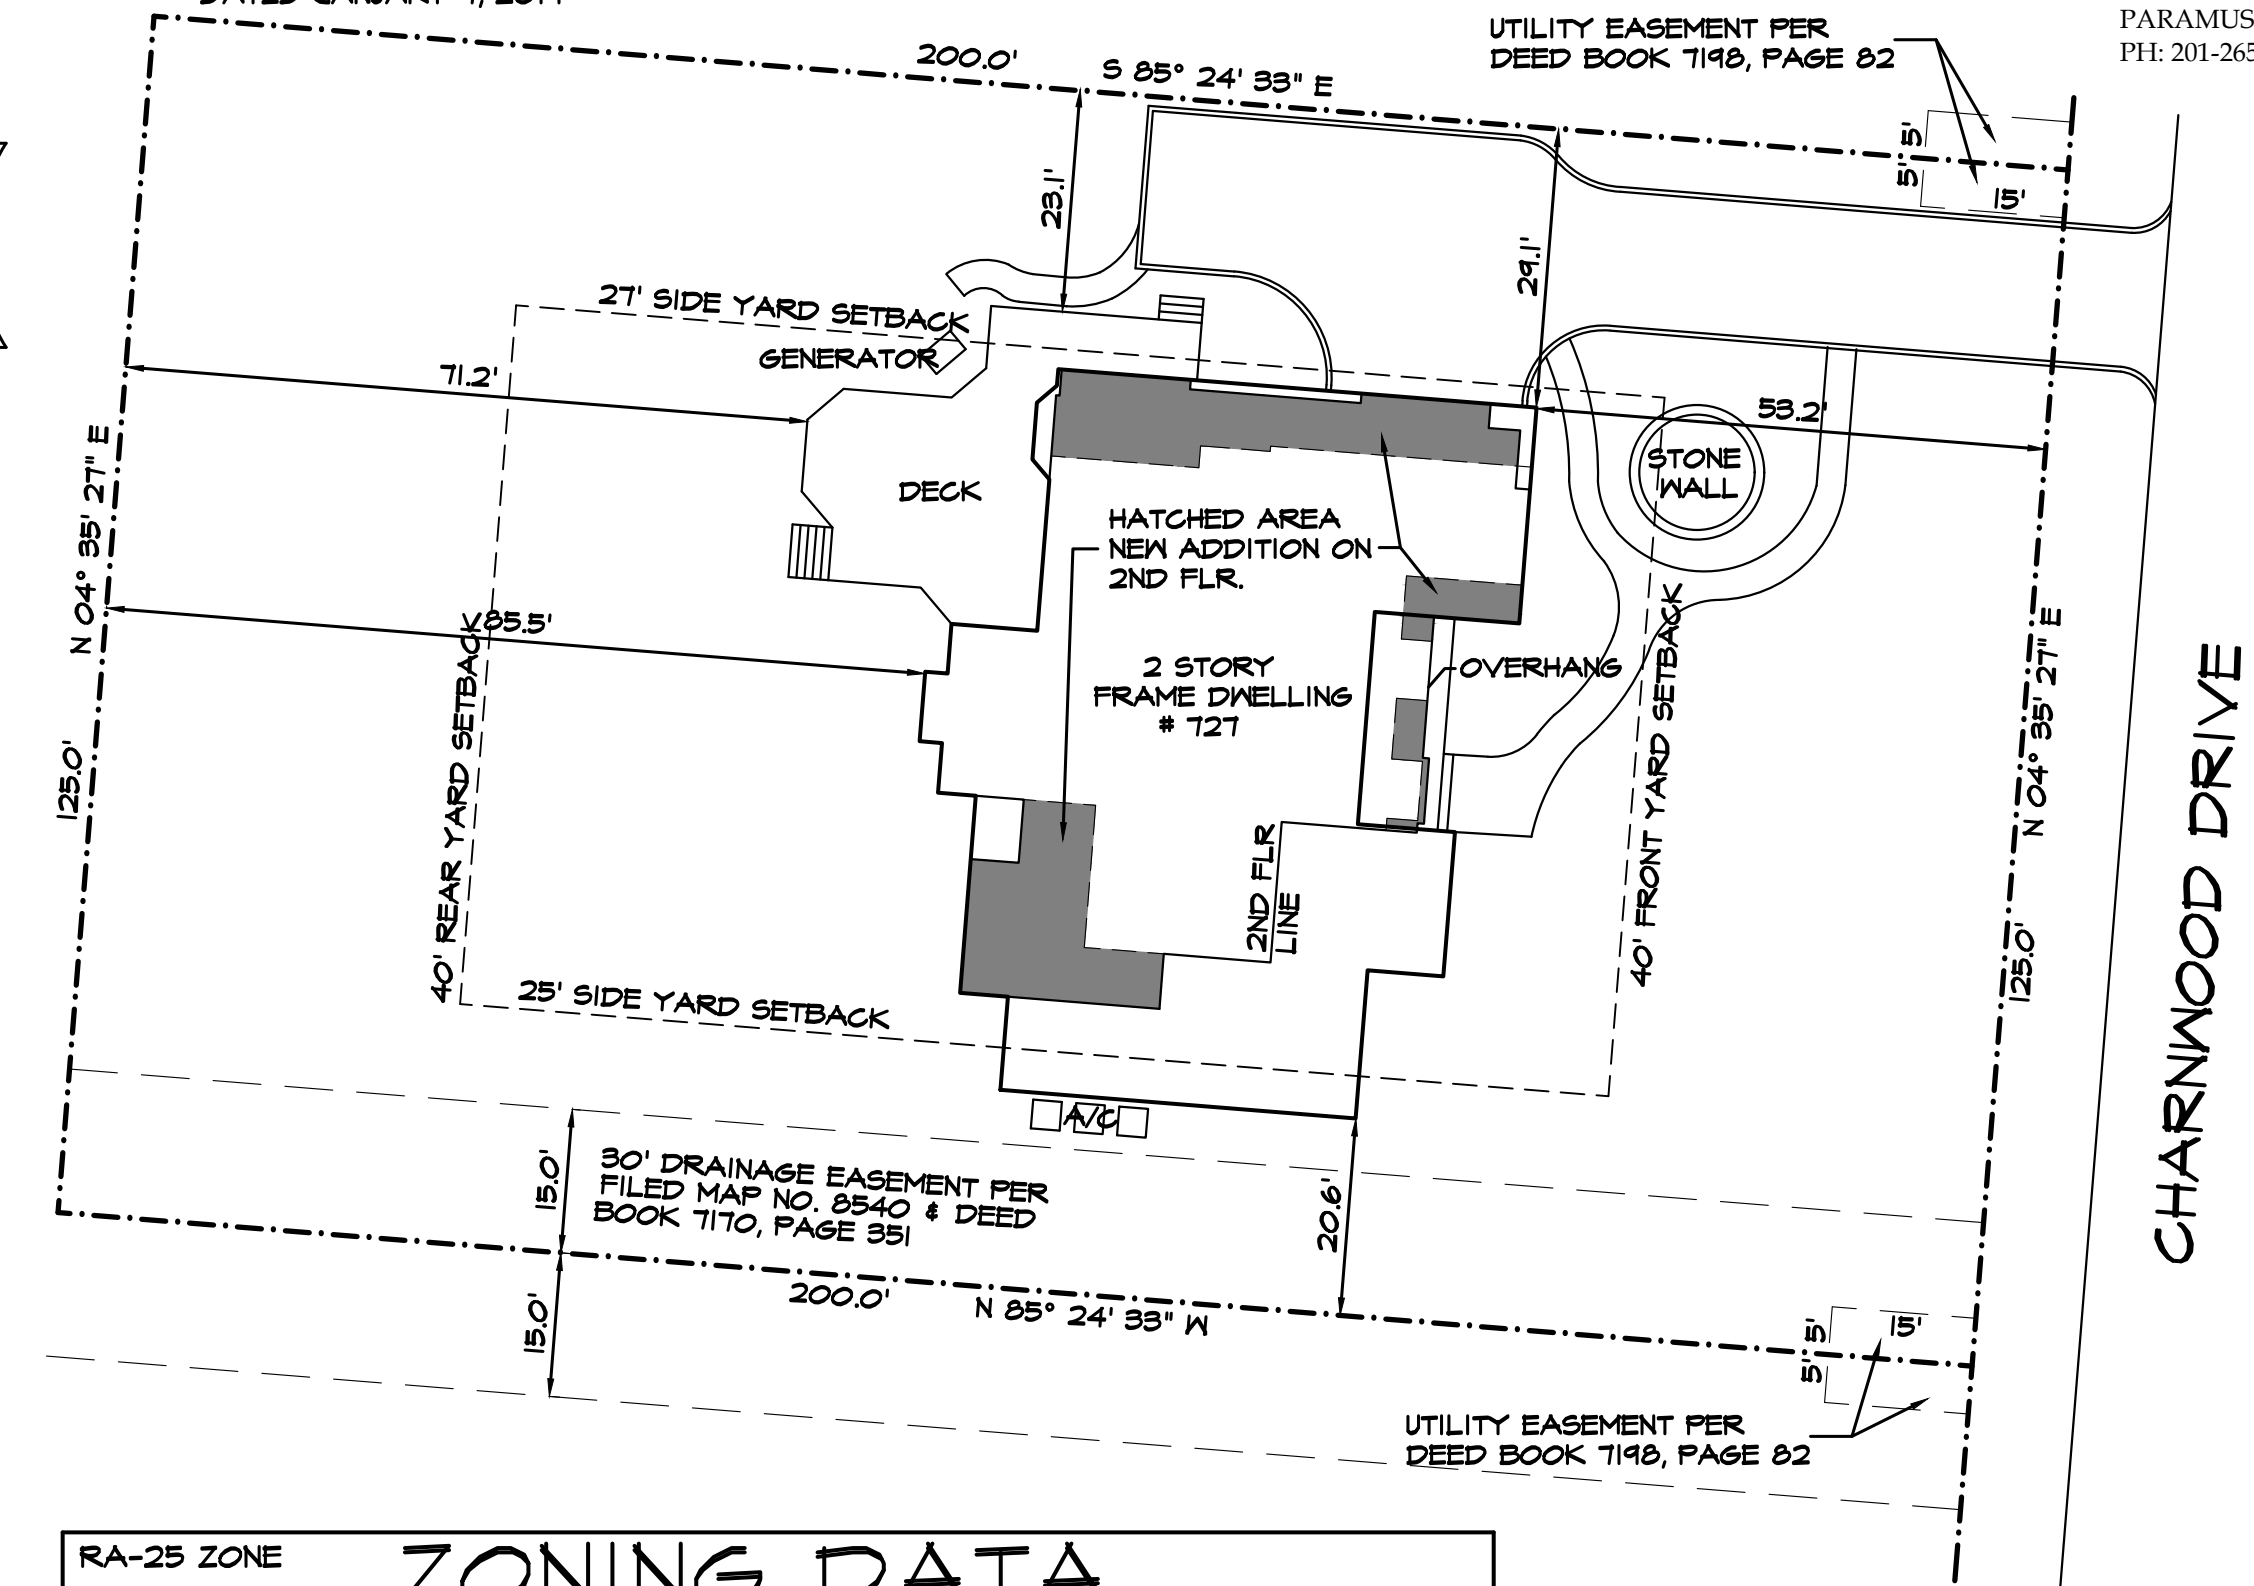 200.0'
S 85° 24' 33" E
UTILITY EASEMENT PER
DEED BOOK 7198, PAGE 82
PARAMUS
PH: 201-265
5'
5'
15'
23.1'
29.1'
27' SIDE YARD SETBACK
GENERATOR
71.2'
53.2'
STONE
WALL
DECK
HATCHED AREA
NEW ADDITION ON
2ND FLR.
N 04° 35' 27" E
85.5'
2 STORY
FRAME DWELLING
# 727
OVERHANG
40' REAR YARD SETBACK
40' FRONT YARD SETBACK
N 04° 35' 27" E
125.0'
125.0'
CHARNWOOD DRIVE
2ND FLR
LINE
25' SIDE YARD SETBACK
A/C
15.0'
30' DRAINAGE EASEMENT PER
FILED MAP NO. 8540 & DEED
BOOK 7170, PAGE 351
20.6'
200.0'
N 85° 24' 33" W
15.0'
5'
5'
15'
UTILITY EASEMENT PER
DEED BOOK 7198, PAGE 82
RA-25 ZONE
ZONING DATA